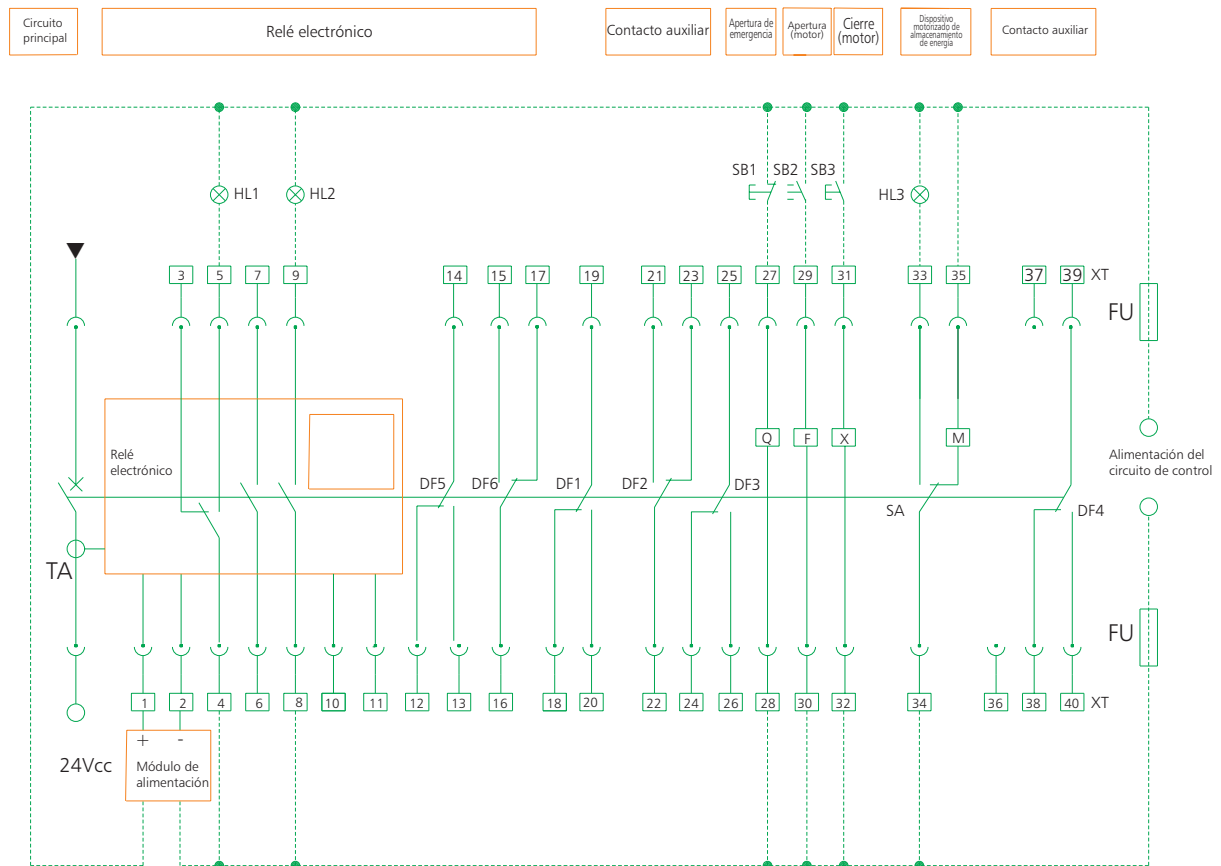 Circuito
principal
Relé electrónico
Contacto auxiliar
Apertura de
emergencia
Apertura
(motor)
Cierre
(motor)
Dispositivo
motorizado de
almacenamiento
de energía
Contacto auxiliar
SB1 SB2 SB3
HL1 HL2 HL3
3 5 7 9 14 15 17 19 21 23 25 27 29 31 33 35 37 39 XT
FU
Q F X M
Relé
electrónico
Alimentación del
circuito de control
DF5 DF6 DF1 DF2 DF3
SA DF4
TA
FU
1 2 4 6 8 10 11 12 13 16 18 20 22 24 26 28 30 32 34 36 38 40 XT
+ -
24Vcc
Módulo de
alimentación